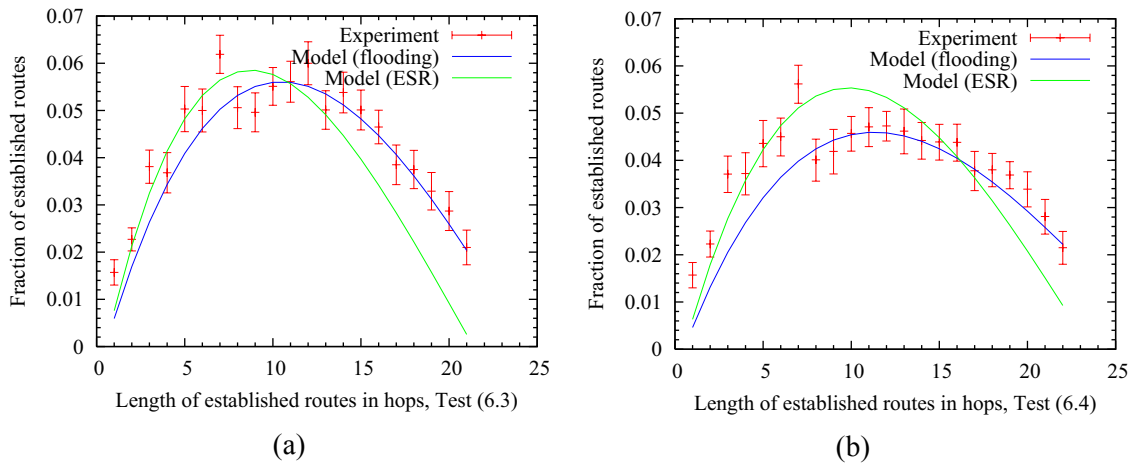 0.07
0.06
0.05
0.04
0.03
0.02
0.01
0
Fraction of established routes
Experiment
Model (flooding)
Model (ESR)
0 5 10 15 20 25
Length of established routes in hops, Test (6.3)
(a)
0.07
0.06
0.05
0.04
0.03
0.02
0.01
0
Fraction of established routes
Experiment
Model (flooding)
Model (ESR)
0 5 10 15 20 25
Length of established routes in hops, Test (6.4)
(b)